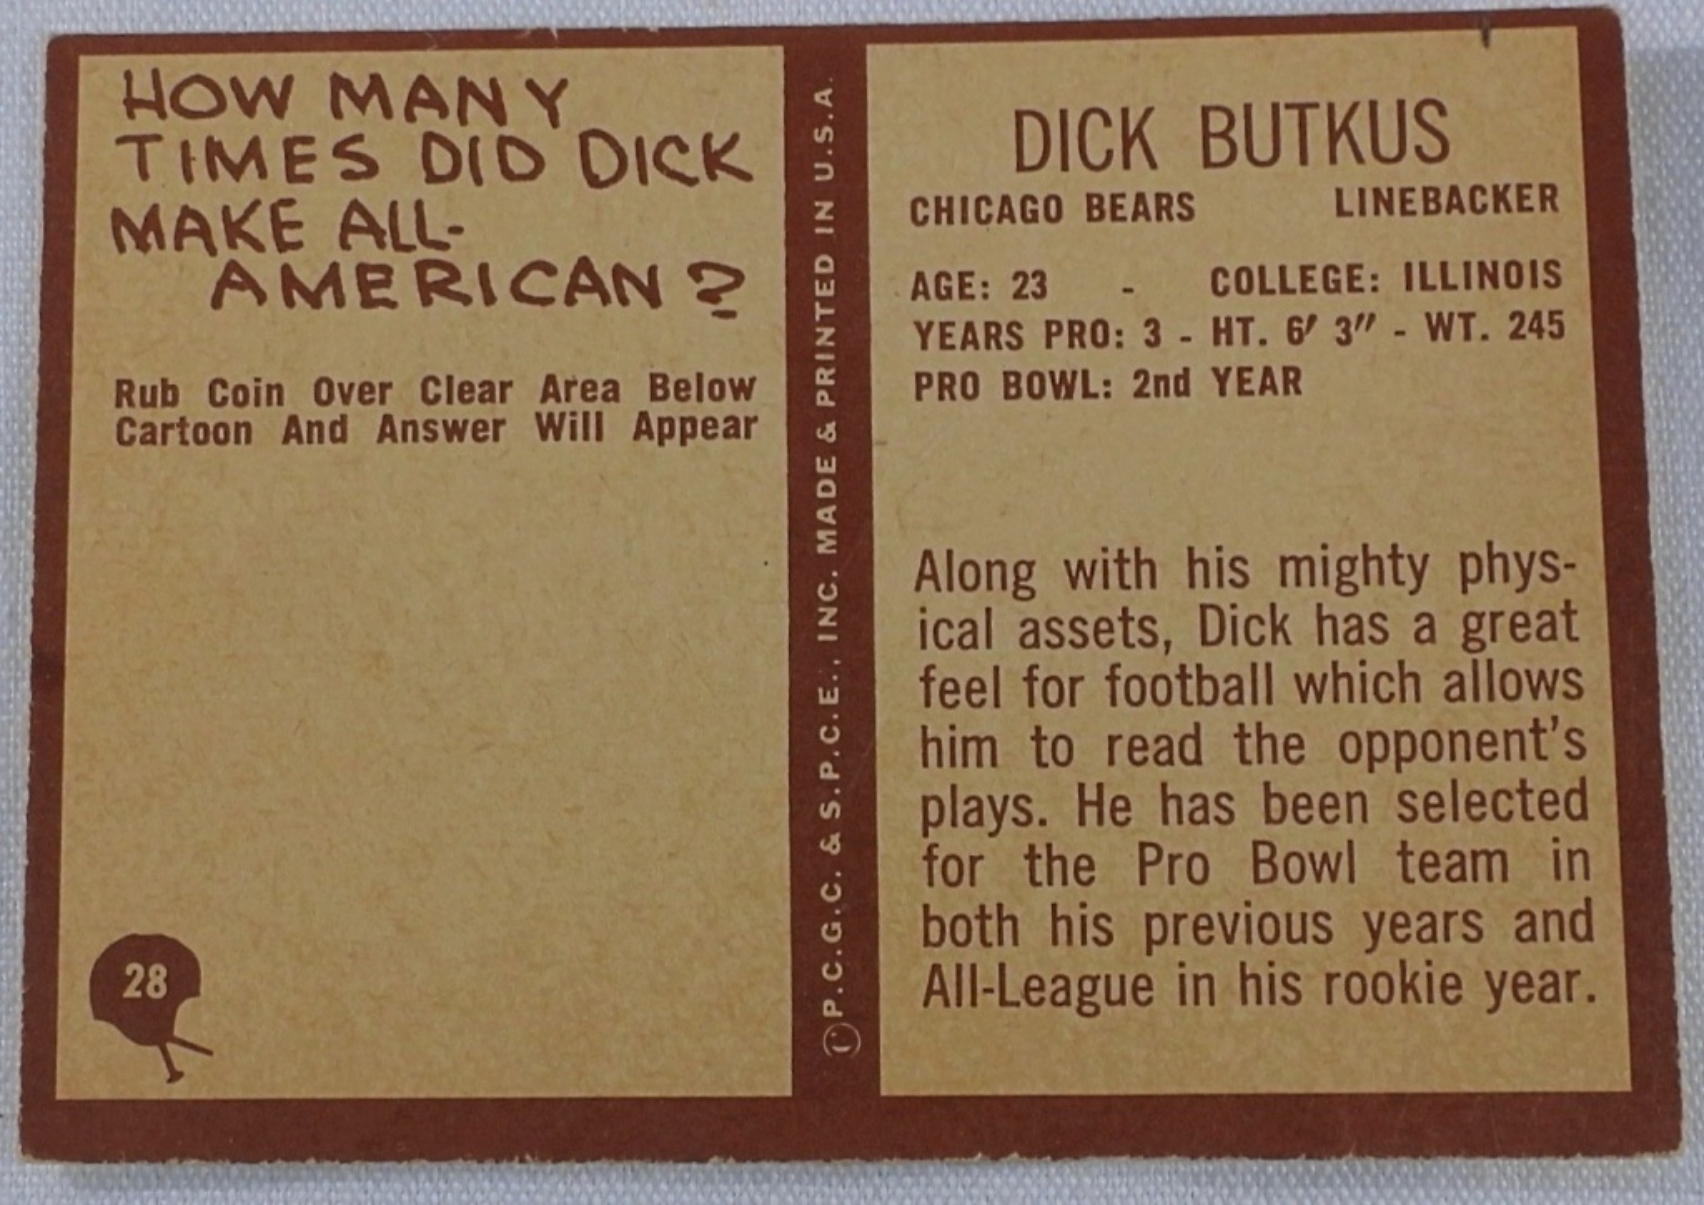 HOW MANY
TIMES DID DICK
MAKE ALL-
AMERICAN?
Rub Coin Over Clear Area Below
Cartoon And Answer Will Appear
28
Ⓒ P.C.G.C. & S.P.C.E., INC. MADE & PRINTED IN U.S.A.
DICK BUTKUS
CHICAGO BEARS LINEBACKER
AGE: 23 - COLLEGE: ILLINOIS
YEARS PRO: 3 - HT. 6' 3" - WT. 245
PRO BOWL: 2nd YEAR
Along with his mighty phys-
ical assets, Dick has a great
feel for football which allows
him to read the opponent's
plays. He has been selected
for the Pro Bowl team in
both his previous years and
All-League in his rookie year.